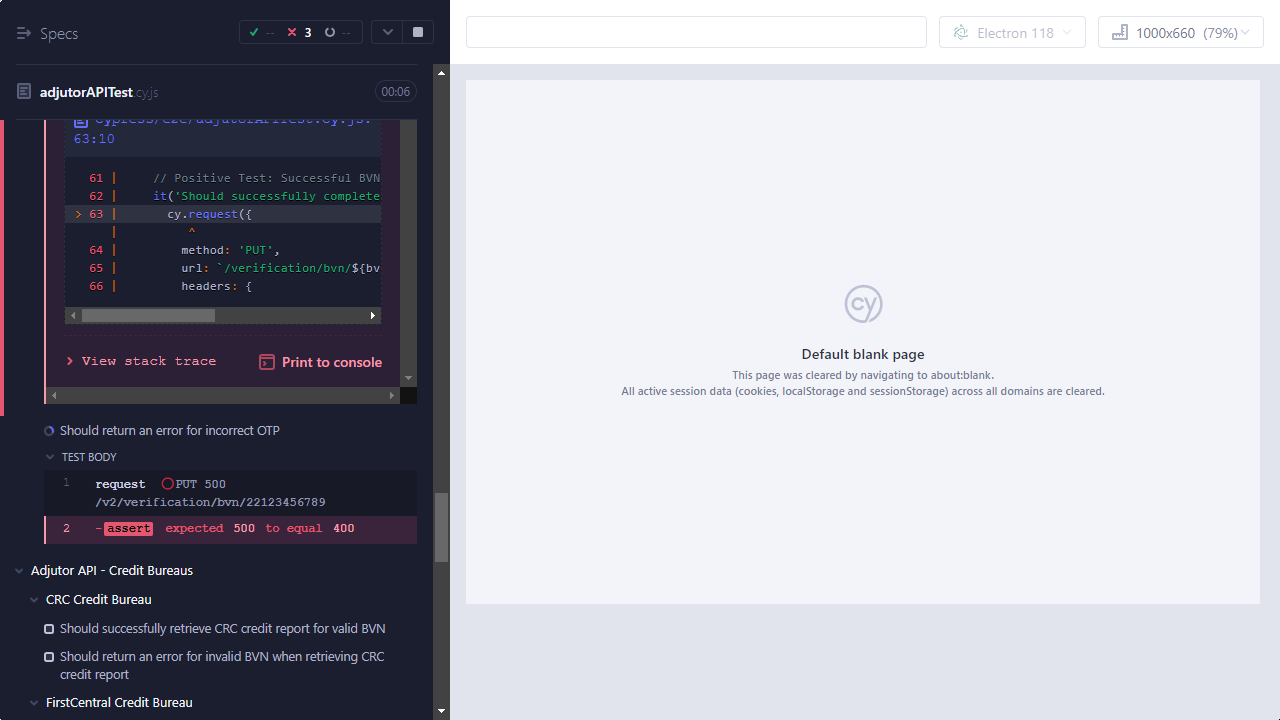 Specs
--
3
--
Electron 118
1000x660 (79%)
adjutorAPITest.cy.js
00:06
cypress/e2e/adjutorAPITest.cy.js:
63:10
61 | // Positive Test: Successful BVN
62 | it('Should successfully complete
> 63 | cy.request({
| ^
64 | method: 'PUT',
65 | url: `/verification/bvn/${bv
66 | headers: {
View stack trace
Print to console
Should return an error for incorrect OTP
TEST BODY
1 request PUT 500
/v2/verification/bvn/22123456789
2 -assert expected 500 to equal 400
Adjutor API - Credit Bureaus
CRC Credit Bureau
Should successfully retrieve CRC credit report for valid BVN
Should return an error for invalid BVN when retrieving CRC
credit report
FirstCentral Credit Bureau
cy
Default blank page
This page was cleared by navigating to about:blank.
All active session data (cookies, localStorage and sessionStorage) across all domains are cleared.